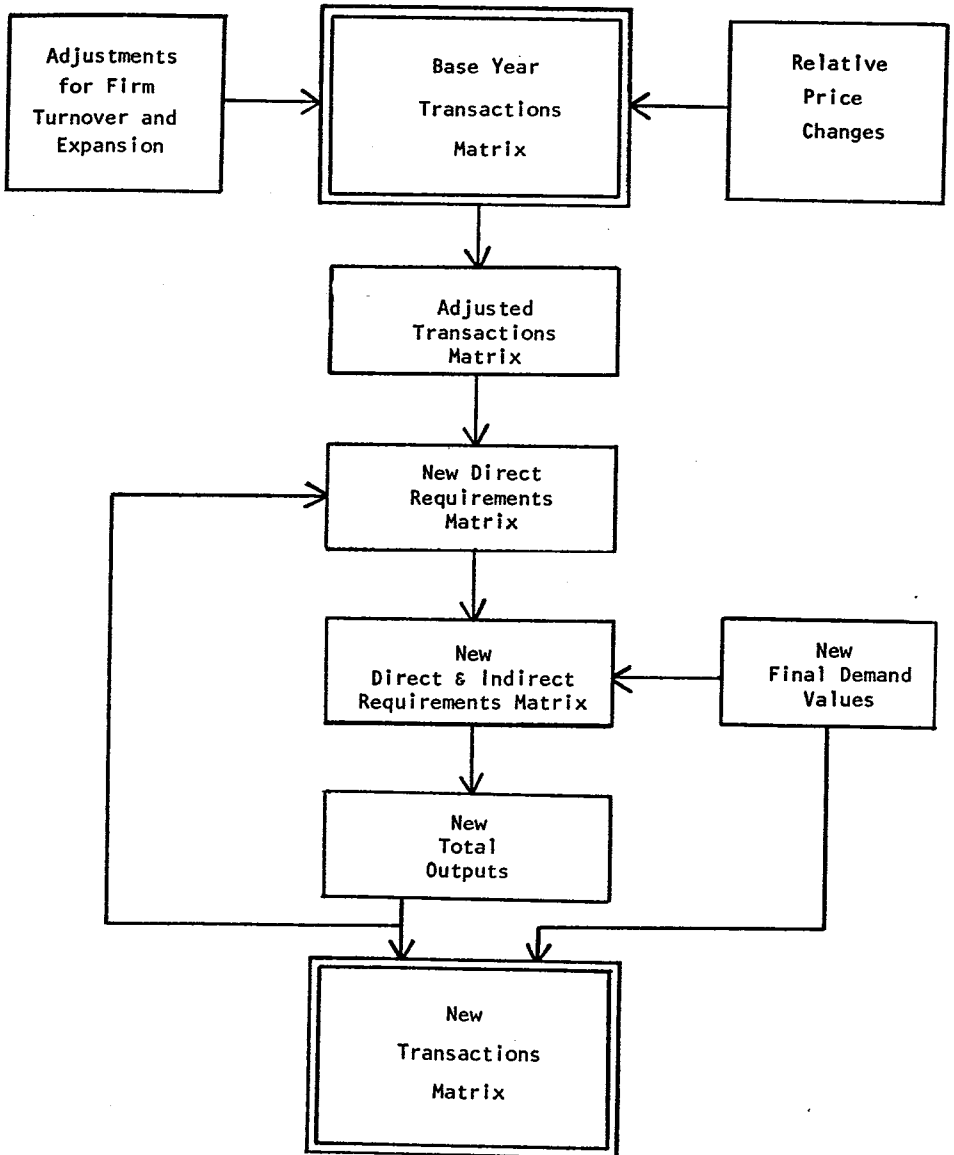 Adjustments
for Firm
Turnover and
Expansion
Base Year
Transactions
Matrix
Relative
Price
Changes
Adjusted
Transactions
Matrix
New Direct
Requirements
Matrix
New
Direct & Indirect
Requirements Matrix
New
Final Demand
Values
New
Total
Outputs
New
Transactions
Matrix